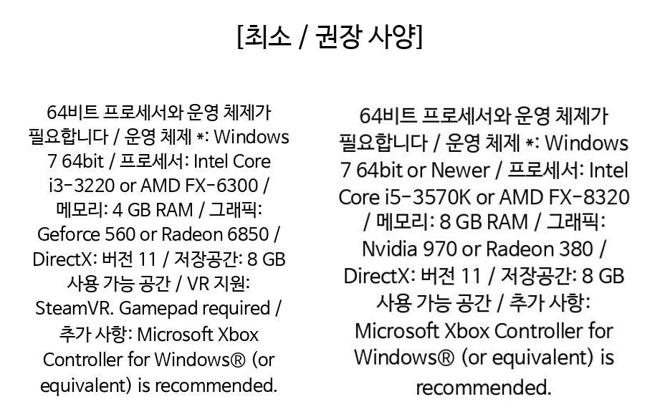 [최소 / 권장 사양]
64비트 프로세서와 운영 체제가
필요합니다 / 운영 체제 *: Windows
7 64bit / 프로세서: Intel Core
i3-3220 or AMD FX-6300 /
메모리: 4 GB RAM / 그래픽:
Geforce 560 or Radeon 6850 /
DirectX: 버전 11 / 저장공간: 8 GB
사용 가능 공간 / VR 지원:
SteamVR. Gamepad required /
추가 사항: Microsoft Xbox
Controller for Windows® (or
equivalent) is recommended.
64비트 프로세서와 운영 체제가
필요합니다 / 운영 체제 *: Windows
7 64bit or Newer / 프로세서: Intel
Core i5-3570K or AMD FX-8320
/ 메모리: 8 GB RAM / 그래픽:
Nvidia 970 or Radeon 380 /
DirectX: 버전 11 / 저장공간: 8 GB
사용 가능 공간 / 추가 사항:
Microsoft Xbox Controller for
Windows® (or equivalent) is
recommended.